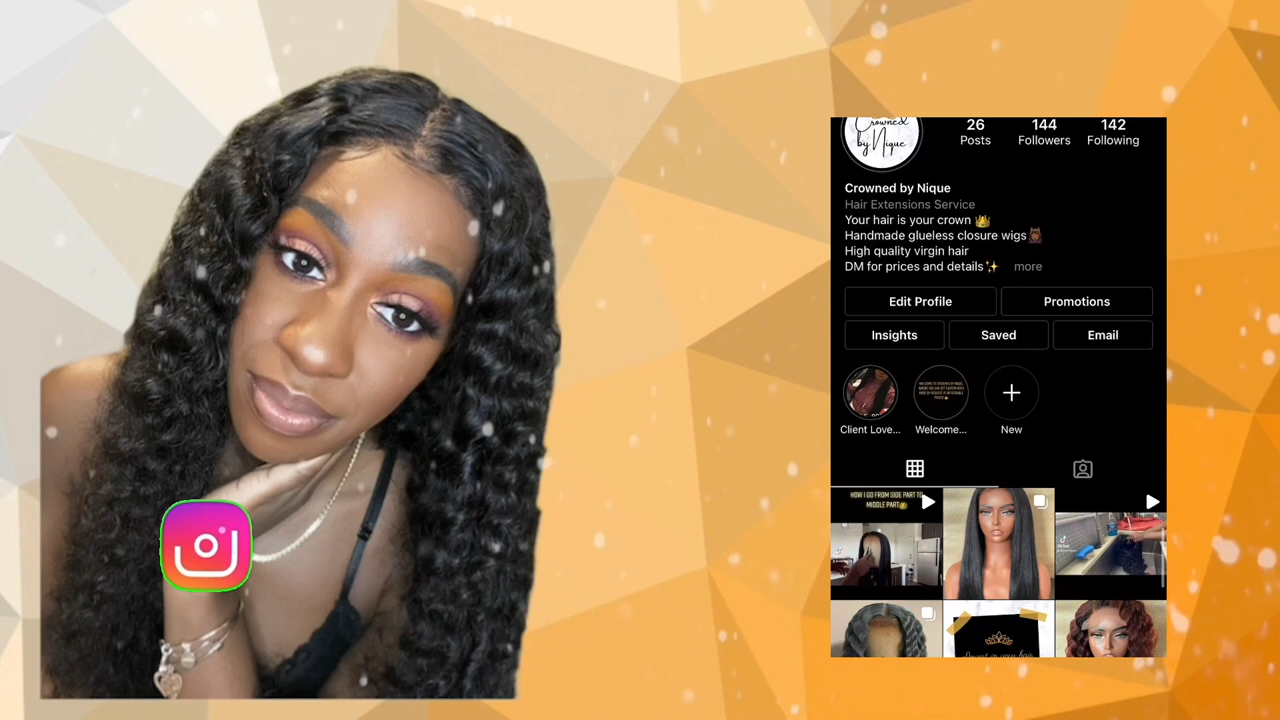 Crowned
by Nique
26
144
142
Posts
Followers
Following
Crowned by Nique
Hair Extensions Service
Your hair is your crown 👑
Handmade glueless closure wigs
High quality virgin hair
DM for prices and details✨ more
Edit Profile
Promotions
Insights
Saved
Email
Client Love...
Welcome...
New
HOW I GO FROM SIDE PART TO
MIDDLE PART